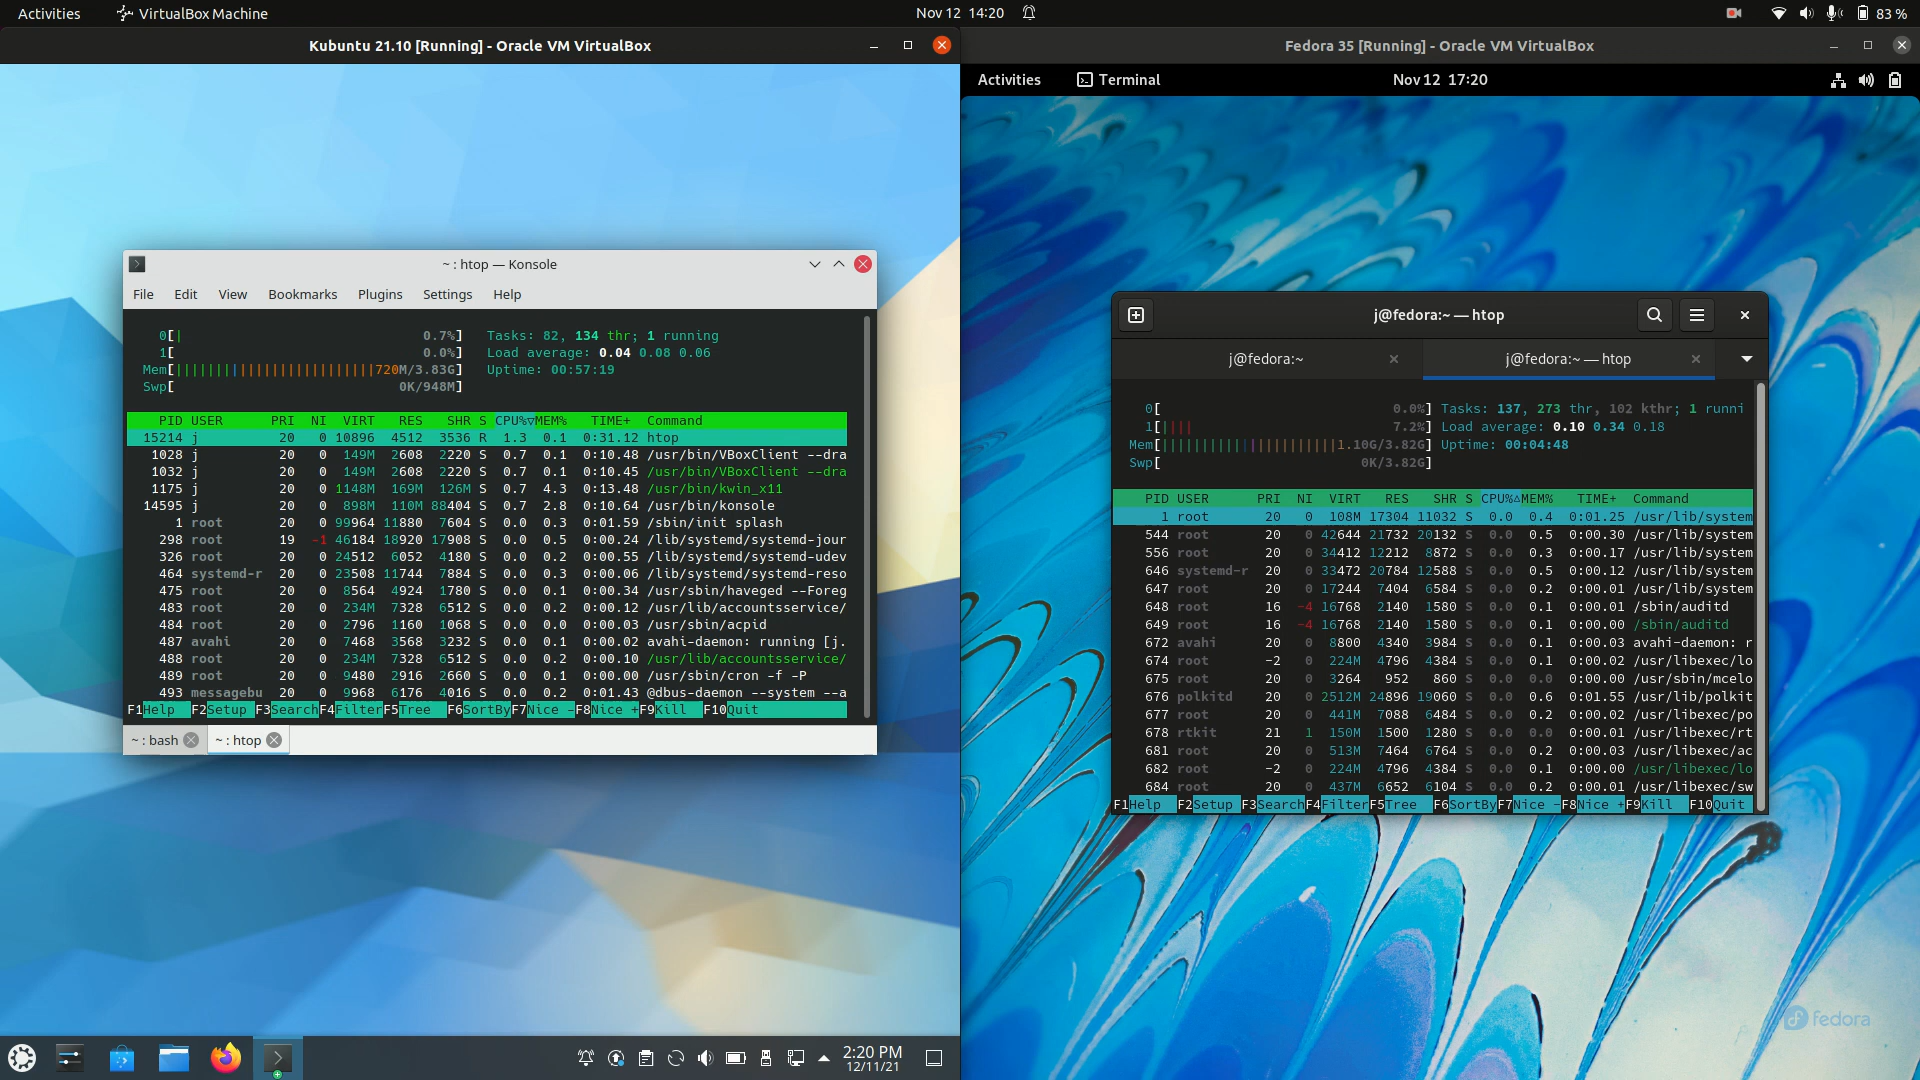 Activities VirtualBox Machine Nov 12 14:20 83 %
Kubuntu 21.10 [Running] - Oracle VM VirtualBox
~ : htop — Konsole
File Edit View Bookmarks Plugins Settings Help
0[| 0.7%] Tasks: 82, 134 thr; 1 running
1[ 0.0%] Load average: 0.04 0.08 0.06
Mem[|||||||||||||||||||||||||720M/3.83G] Uptime: 00:57:19
Swp[ 0K/948M]
PID USER PRI NI VIRT RES SHR S CPU%▽MEM% TIME+ Command
15214 j 20 0 10896 4512 3536 R 1.3 0.1 0:31.12 htop
1028 j 20 0 149M 2608 2220 S 0.7 0.1 0:10.48 /usr/bin/VBoxClient --dra
1032 j 20 0 149M 2608 2220 S 0.7 0.1 0:10.45 /usr/bin/VBoxClient --dra
1175 j 20 0 1148M 169M 126M S 0.7 4.3 0:13.48 /usr/bin/kwin_x11
14595 j 20 0 898M 110M 88404 S 0.7 2.8 0:10.64 /usr/bin/konsole
1 root 20 0 99964 11880 7604 S 0.0 0.3 0:01.59 /sbin/init splash
298 root 19 -1 46184 18920 17908 S 0.0 0.5 0:00.24 /lib/systemd/systemd-jour
326 root 20 0 24512 6052 4180 S 0.0 0.2 0:00.55 /lib/systemd/systemd-udev
464 systemd-r 20 0 23508 11744 7884 S 0.0 0.3 0:00.06 /lib/systemd/systemd-reso
475 root 20 0 8564 4924 1780 S 0.0 0.1 0:00.34 /usr/sbin/haveged --Foreg
483 root 20 0 234M 7328 6512 S 0.0 0.2 0:00.12 /usr/lib/accountsservice/
484 root 20 0 2796 1160 1068 S 0.0 0.0 0:00.03 /usr/sbin/acpid
487 avahi 20 0 7468 3568 3232 S 0.0 0.1 0:00.02 avahi-daemon: running [j.
488 root 20 0 234M 7328 6512 S 0.0 0.2 0:00.10 /usr/lib/accountsservice/
489 root 20 0 9480 2916 2660 S 0.0 0.1 0:00.00 /usr/sbin/cron -f -P
493 messagebu 20 0 9968 6176 4016 S 0.0 0.2 0:01.43 @dbus-daemon --system --a
F1Help F2Setup F3SearchF4FilterF5Tree F6SortByF7Nice -F8Nice +F9Kill F10Quit
~ : bash ~ : htop
2:20 PM
12/11/21
Fedora 35 [Running] - Oracle VM VirtualBox
Activities Terminal Nov 12 17:20
j@fedora:~ — htop
j@fedora:~ j@fedora:~ — htop
0[ 0.0%] Tasks: 137, 273 thr, 102 kthr; 1 runni
1[|||| 7.2%] Load average: 0.10 0.34 0.18
Mem[||||||||||||||||||||||1.10G/3.82G] Uptime: 00:04:48
Swp[ 0K/3.82G]
PID USER PRI NI VIRT RES SHR S CPU%△MEM% TIME+ Command
1 root 20 0 108M 17304 11032 S 0.0 0.4 0:01.25 /usr/lib/system
544 root 20 0 42644 21732 20132 S 0.0 0.5 0:00.30 /usr/lib/system
556 root 20 0 34412 12212 8872 S 0.0 0.3 0:00.17 /usr/lib/system
646 systemd-r 20 0 33472 20784 12588 S 0.0 0.5 0:00.12 /usr/lib/system
647 root 20 0 17244 7404 6584 S 0.0 0.2 0:00.01 /usr/lib/system
648 root 16 -4 16768 2140 1580 S 0.0 0.1 0:00.01 /sbin/auditd
649 root 16 -4 16768 2140 1580 S 0.0 0.1 0:00.00 /sbin/auditd
672 avahi 20 0 8800 4340 3984 S 0.0 0.1 0:00.03 avahi-daemon: r
674 root -2 0 224M 4796 4384 S 0.0 0.1 0:00.02 /usr/libexec/lo
675 root 20 0 3264 952 860 S 0.0 0.0 0:00.00 /usr/sbin/mcelo
676 polkitd 20 0 2512M 24896 19060 S 0.0 0.6 0:01.55 /usr/lib/polkit
677 root 20 0 441M 7088 6484 S 0.0 0.2 0:00.02 /usr/libexec/po
678 rtkit 21 1 150M 1500 1280 S 0.0 0.0 0:00.01 /usr/libexec/rt
681 root 20 0 513M 7464 6764 S 0.0 0.2 0:00.03 /usr/libexec/ac
682 root -2 0 224M 4796 4384 S 0.0 0.1 0:00.00 /usr/libexec/lo
684 root 20 0 437M 6652 6104 S 0.0 0.2 0:00.01 /usr/libexec/sw
F1Help F2Setup F3SearchF4FilterF5Tree F6SortByF7Nice -F8Nice +F9Kill F10Quit
fedora